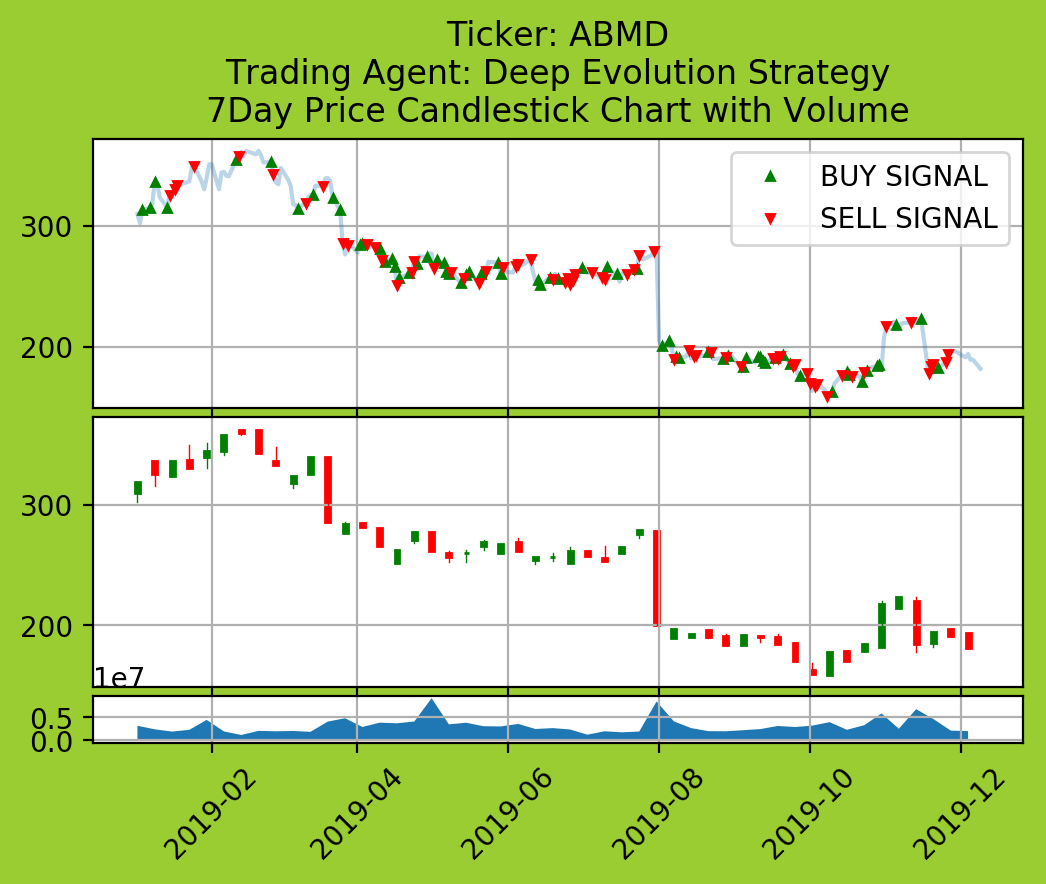 Ticker: ABMD
Trading Agent: Deep Evolution Strategy
7Day Price Candlestick Chart with Volume
BUY SIGNAL
SELL SIGNAL
300
200
300
200
1e7
0.5
0.0
2019-02
2019-04
2019-06
2019-08
2019-10
2019-12